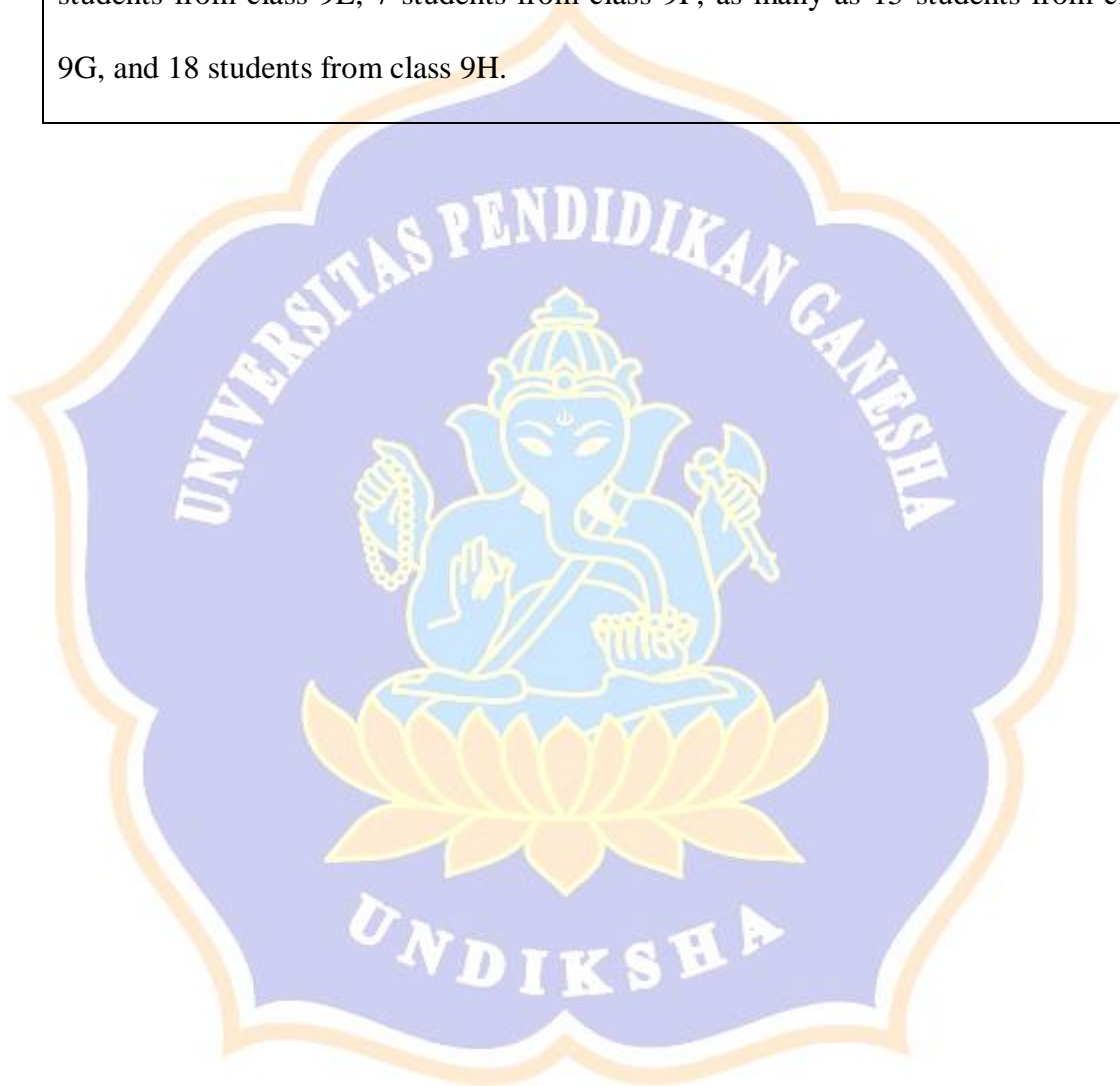 students from class 9E, 7 students from class 9F, as many as 15 students from
9G, and 18 students from class 9H.
UNIVERSITAS PENDIDIKAN GANESHA
UNDIKSHA